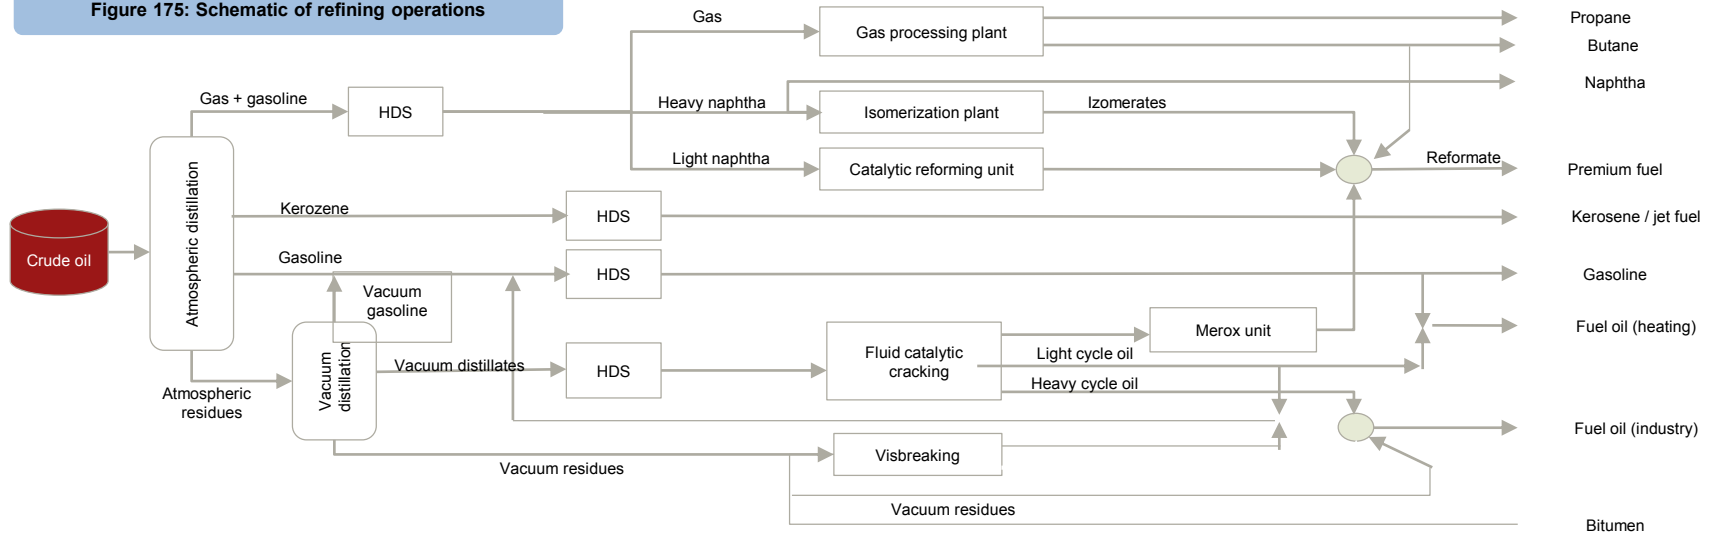 Figure 175: Schematic of refining operations
Gas
Gas processing plant
Propane
Butane
Naphtha
Gas + gasoline
HDS
Heavy naphtha
Isomerization plant
Izomerates
Light naphtha
Catalytic reforming unit
Reformate
Premium fuel
Atmospheric distillation
Kerozene
HDS
Kerosene / jet fuel
Crude oil
Gasoline
HDS
Gasoline
Vacuum
gasoline
Merox unit
Fuel oil (heating)
Vacuum
distillation
Vacuum distillates
HDS
Fluid catalytic
cracking
Light cycle oil
Heavy cycle oil
Atmospheric
residues
Fuel oil (industry)
Visbreaking
Vacuum residues
Vacuum residues
Bitumen